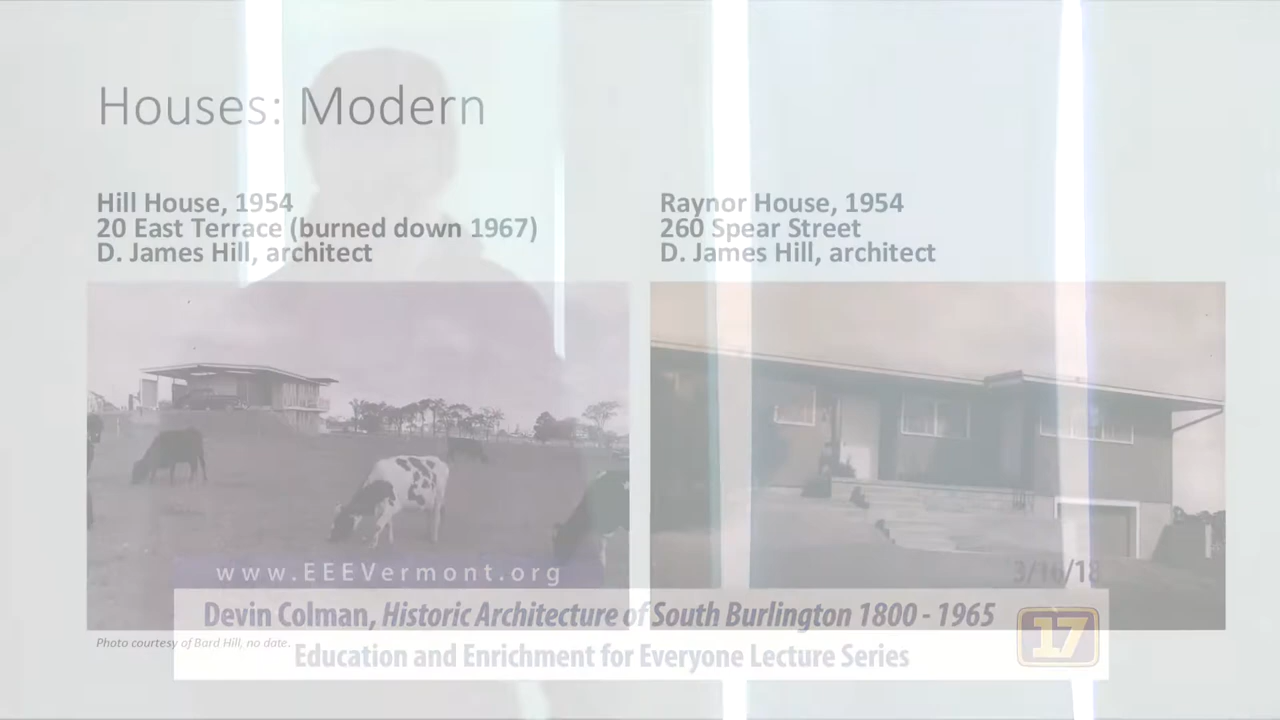 Houses: Modern
Hill House, 1954
20 East Terrace (burned down 1967)
D. James Hill, architect
Raynor House, 1954
260 Spear Street
D. James Hill, architect
www.EEEVermont.org
3/16/18
Devin Colman, Historic Architecture of South Burlington 1800 - 1965
17
Photo courtesy of Bard Hill, no date.
Education and Enrichment for Everyone Lecture Series